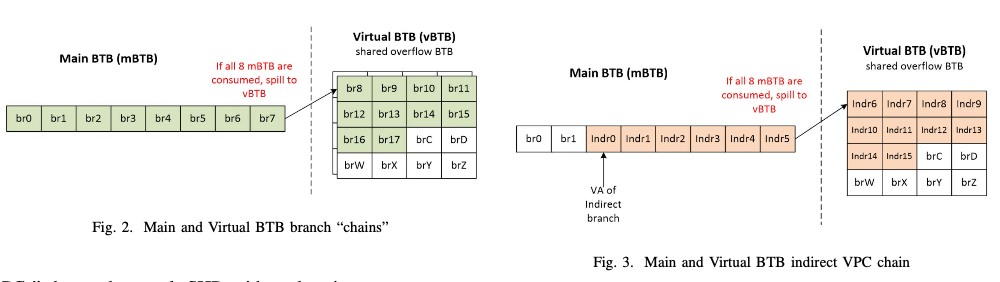 Main BTB (mBTB)
Virtual BTB (vBTB)
shared overflow BTB
If all 8 mBTB are
consumed, spill to
vBTB
br0 br1 br2 br3 br4 br5 br6 br7
br8 br9 br10 br11
br12 br13 br14 br15
br16 br17 brC brD
brW brX brY brZ
Fig. 2. Main and Virtual BTB branch “chains”
Main BTB (mBTB)
Virtual BTB (vBTB)
shared overflow BTB
If all 8 mBTB are
consumed, spill to
vBTB
br0 br1 Indr0 Indr1 Indr2 Indr3 Indr4 Indr5
VA of
Indirect
branch
Indr6 Indr7 Indr8 Indr9
Indr10 Indr11 Indr12 Indr13
Indr14 Indr15 brC brD
brW brX brY brZ
Fig. 3. Main and Virtual BTB indirect VPC chain